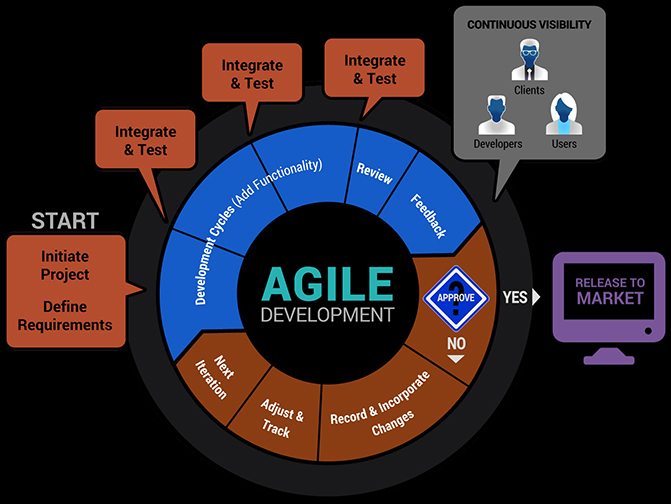 CONTINUOUS VISIBILITY
Clients
Developers
Users
Integrate
& Test
Integrate
& Test
Integrate
& Test
START
Initiate
Project
Define
Requirements
Development Cycles (Add Functionality)
Review
Feedback
AGILE
DEVELOPMENT
?
APPROVE
YES
NO
RELEASE TO
MARKET
Record & Incorporate
Changes
Adjust &
Track
Next
Iteration